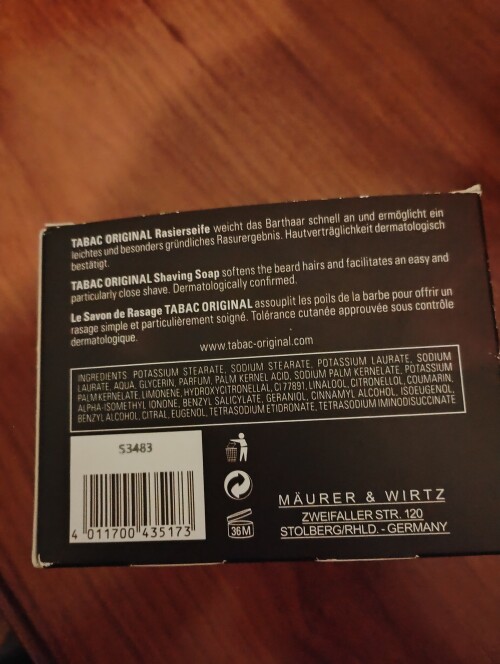 TABAC ORIGINAL Rasierseife weicht das Barthaar schnell an und ermöglicht ein
leichtes und besonders gründliches Rasurergebnis. Hautverträglichkeit dermatologisch
bestätigt.
TABAC ORIGINAL Shaving Soap softens the beard hairs and facilitates an easy and
particularly close shave. Dermatologically confirmed.
Le Savon de Rasage TABAC ORIGINAL assouplit les poils de la barbe pour offrir un
rasage simple et particulièrement soigné. Tolérance cutanée approuvée sous contrôle
dermatologique.
www.tabac-original.com
INGREDIENTS: POTASSIUM STEARATE, SODIUM STEARATE, POTASSIUM LAURATE, SODIUM
LAURATE, AQUA, GLYCERIN, PARFUM, PALM KERNEL ACID, SODIUM PALM KERNELATE, POTASSIUM
PALM KERNELATE, LIMONENE, HYDROXYCITRONELLAL, CI 77891, LINALOOL, CITRONELLOL, COUMARIN,
ALPHA-ISOMETHYL IONONE, BENZYL SALICYLATE, GERANIOL, CINNAMYL ALCOHOL, ISOEUGENOL,
BENZYL ALCOHOL, CITRAL, EUGENOL, TETRASODIUM ETIDRONATE, TETRASODIUM IMINODISUCCINATE
53483
4 011700 435173
36M
MÄURER & WIRTZ
ZWEIFALLER STR. 120
STOLBERG/RHLD. - GERMANY